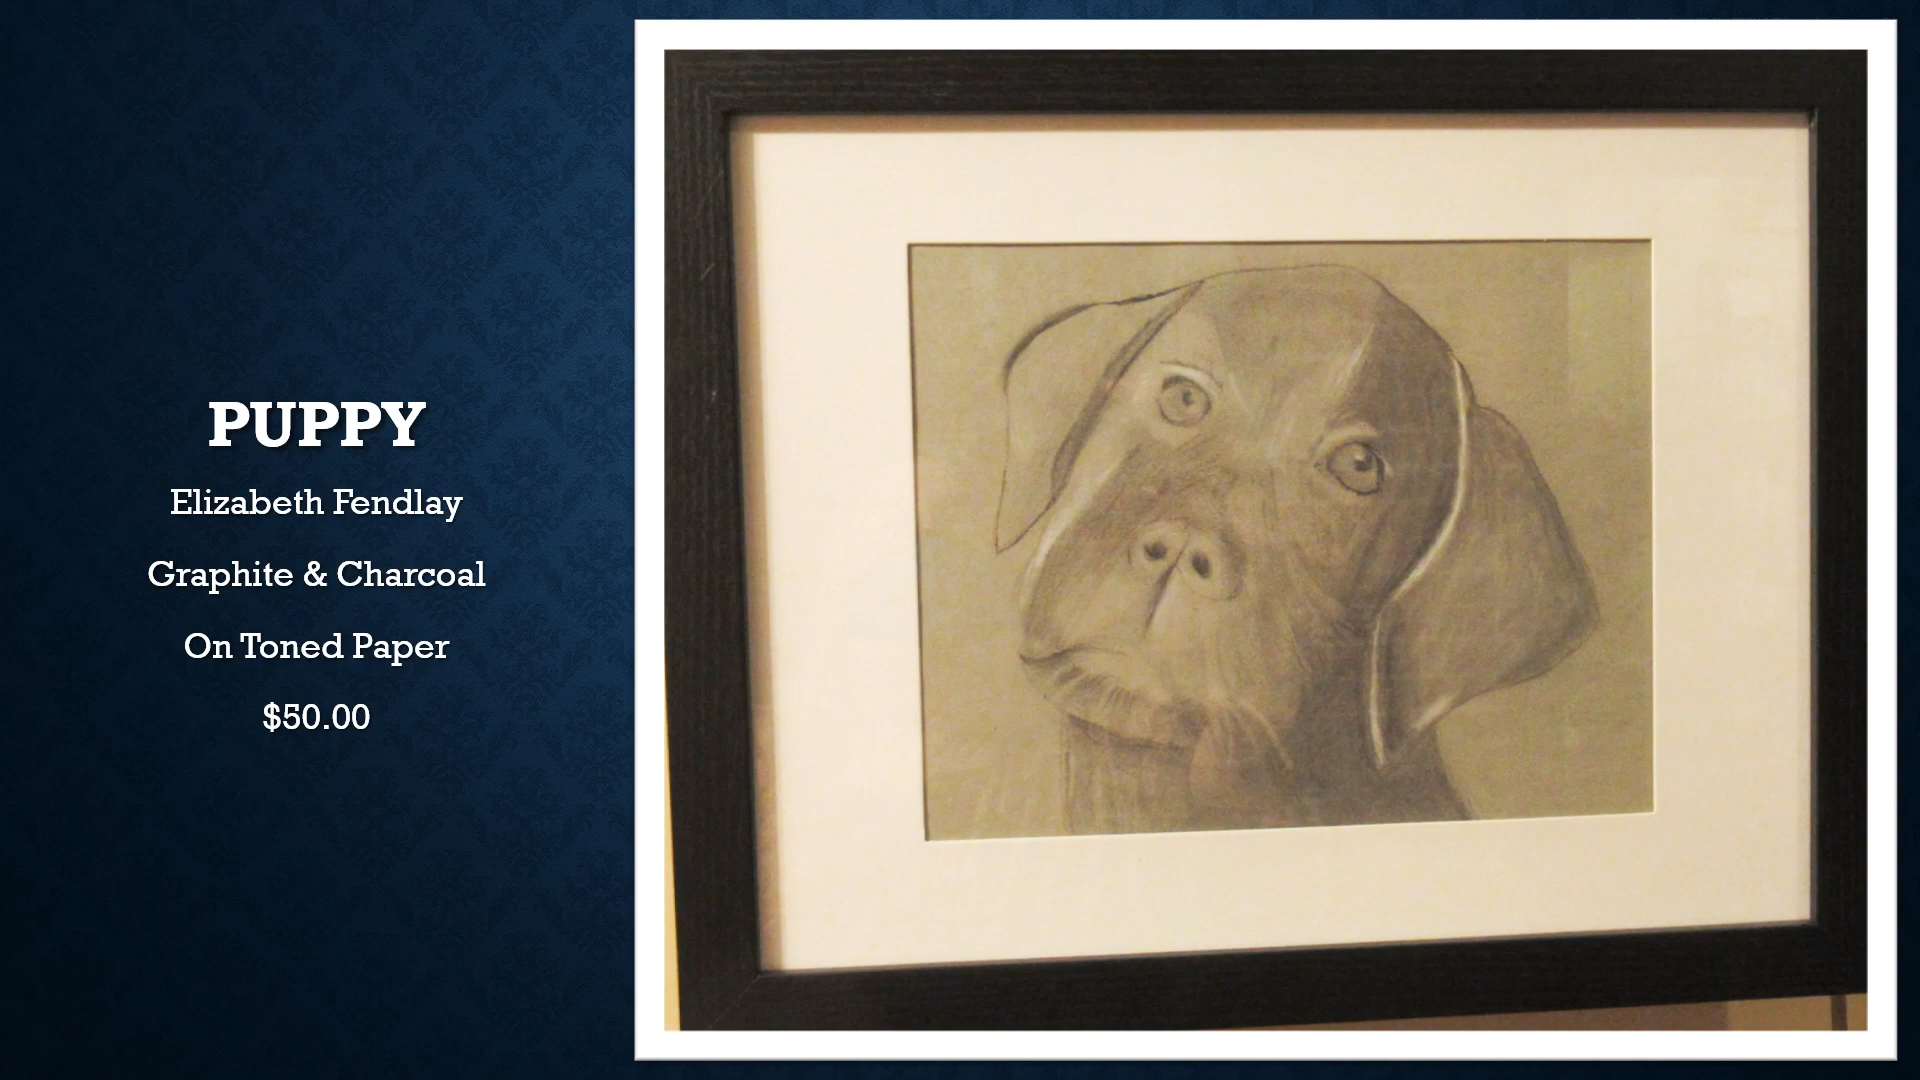 PUPPY
Elizabeth Fendlay
Graphite & Charcoal
On Toned Paper
$50.00